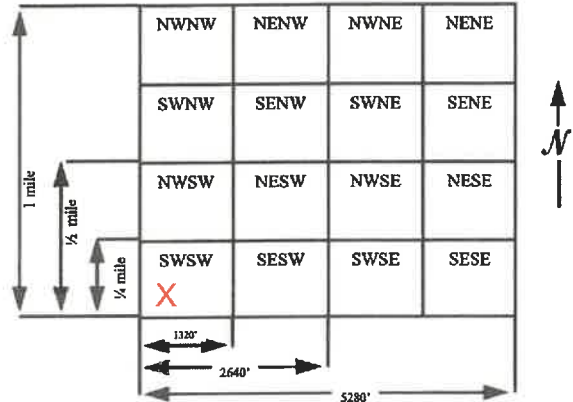 NWNW NENW NWNE NENE
SWNW SENW SWNE SENE
N
1 mile
½ mile
NWSW NESW NWSE NESE
¼ mile
SWSW SESW SWSE SESE
X
1320'
2640'
5280'